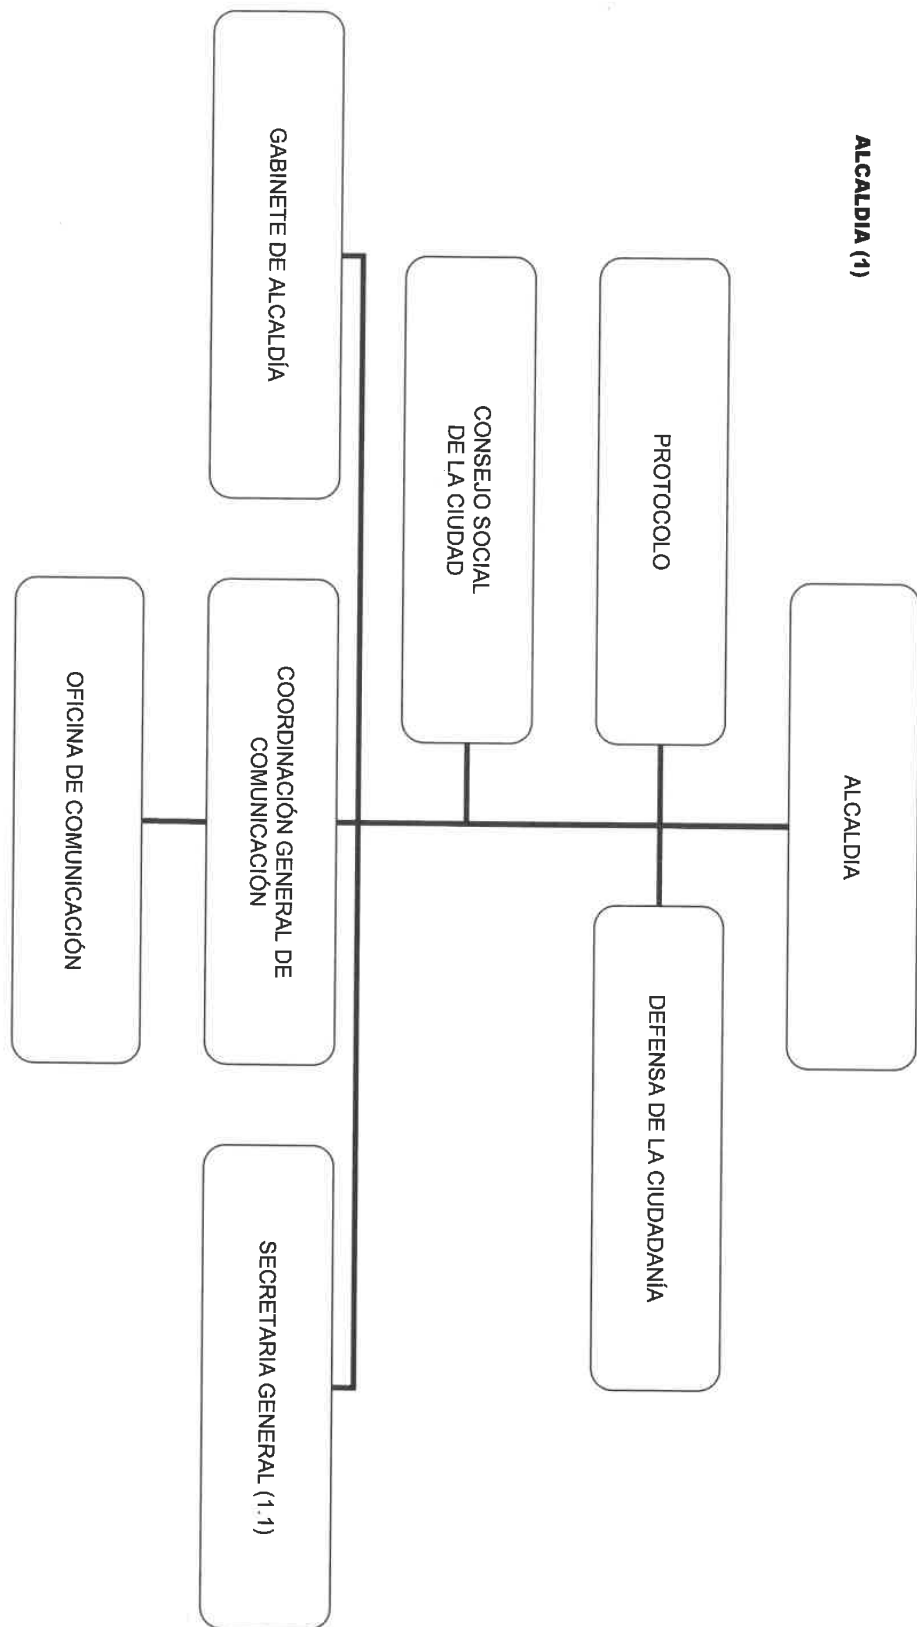 ALCALDIA (1)
ALCALDIA
PROTOCOLO
DEFENSA DE LA CIUDADANÍA
CONSEJO SOCIAL
DE LA CIUDAD
GABINETE DE ALCALDÍA
COORDINACIÓN GENERAL DE
COMUNICACIÓN
SECRETARIA GENERAL (1.1)
OFICINA DE COMUNICACIÓN